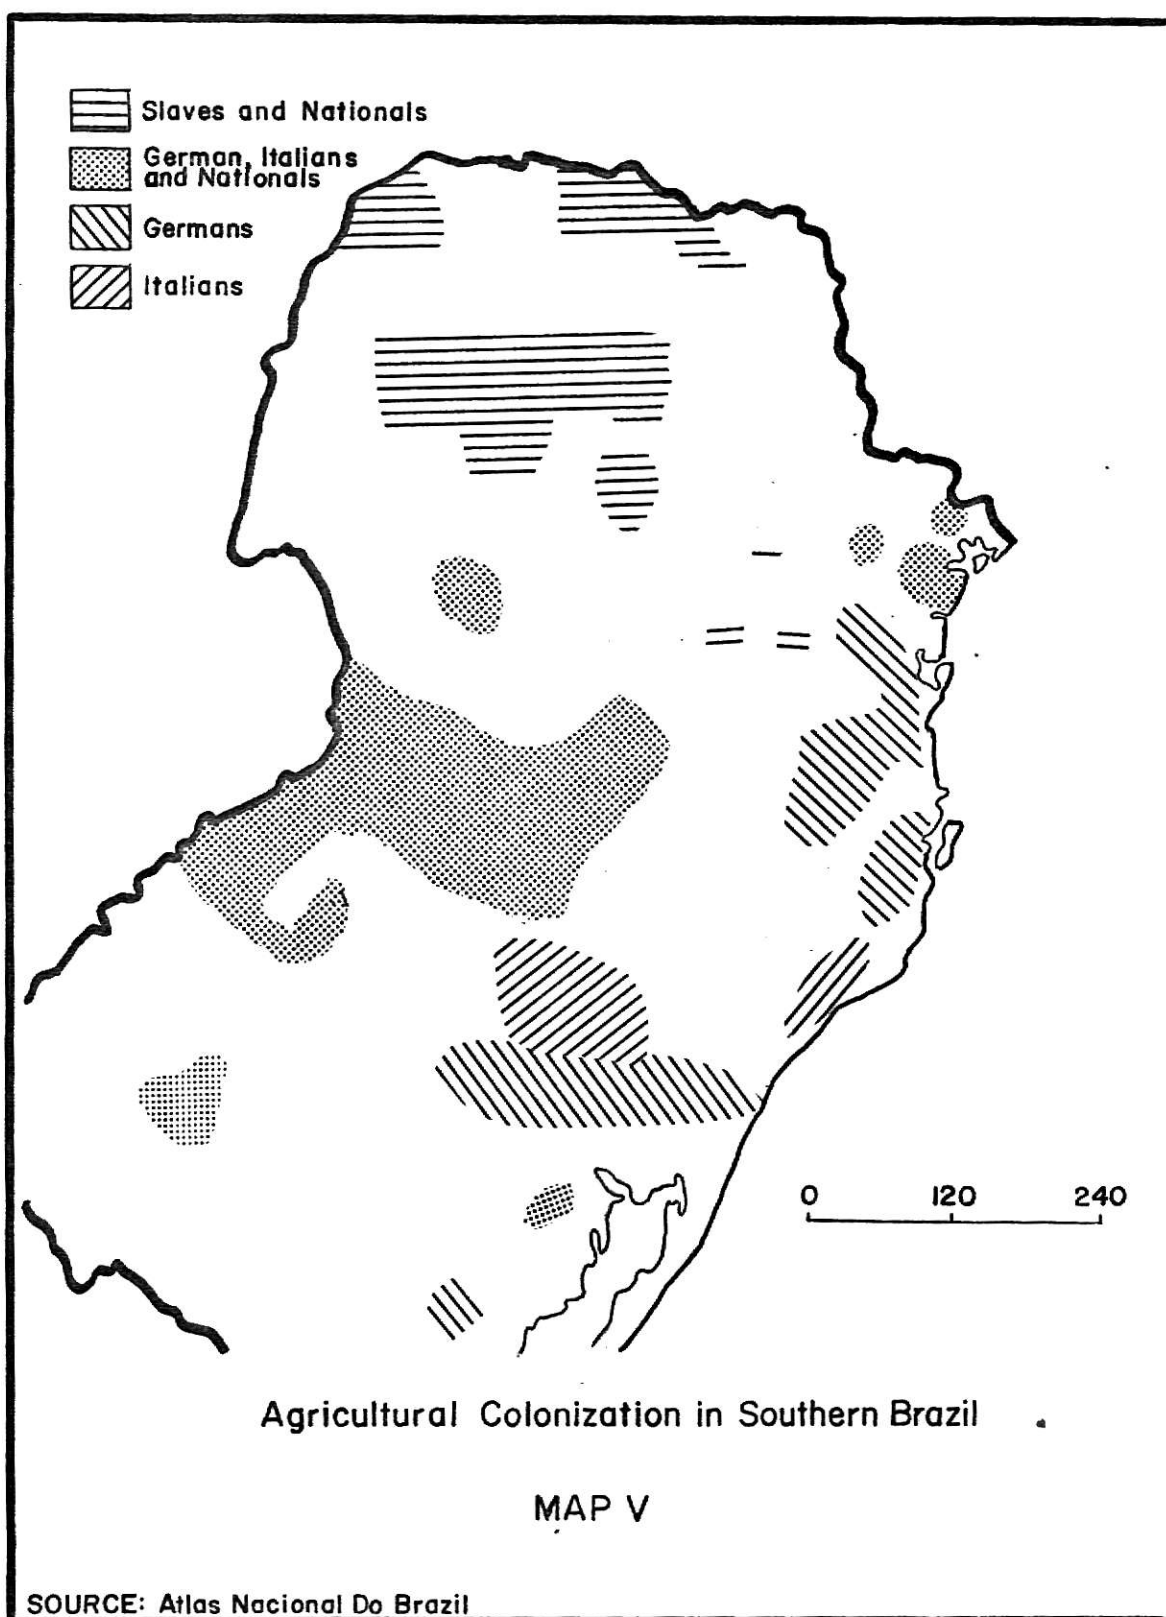 Slaves and Nationals
German, Italians
and Nationals
Germans
Italians
0 120 240
Agricultural Colonization in Southern Brazil
MAP V
SOURCE: Atlas Nacional Do Brazil